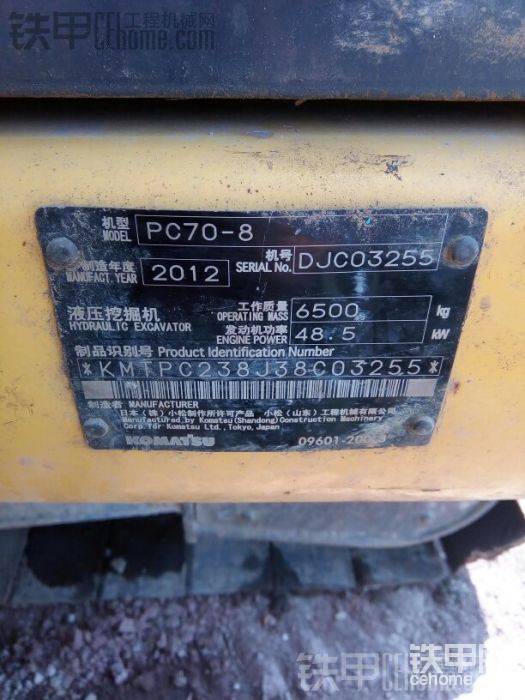 铁甲 工程机械网
cehome.com
机型
MODEL PC70-8
机号
SERIAL No. DJC03255
制造年度
MANUFACT. YEAR 2012
工作质量
OPERATING MASS 6500 kg
液压挖掘机
HYDRAULIC EXCAVATOR
发动机功率
ENGINE POWER 48.5 kW
制品识别号 Product Identification Number
*KMTPC238J38C03255*
制造者 MANUFACTURER
日本(株)小松制作所许可产品 小松(山东)工程机械有限公司
Manufactured by Komatsu(Shandong)Construction Machinery
Corp.for Komatsu Ltd.,Tokyo,Japan
KOMATSU
铁甲
cehome.com